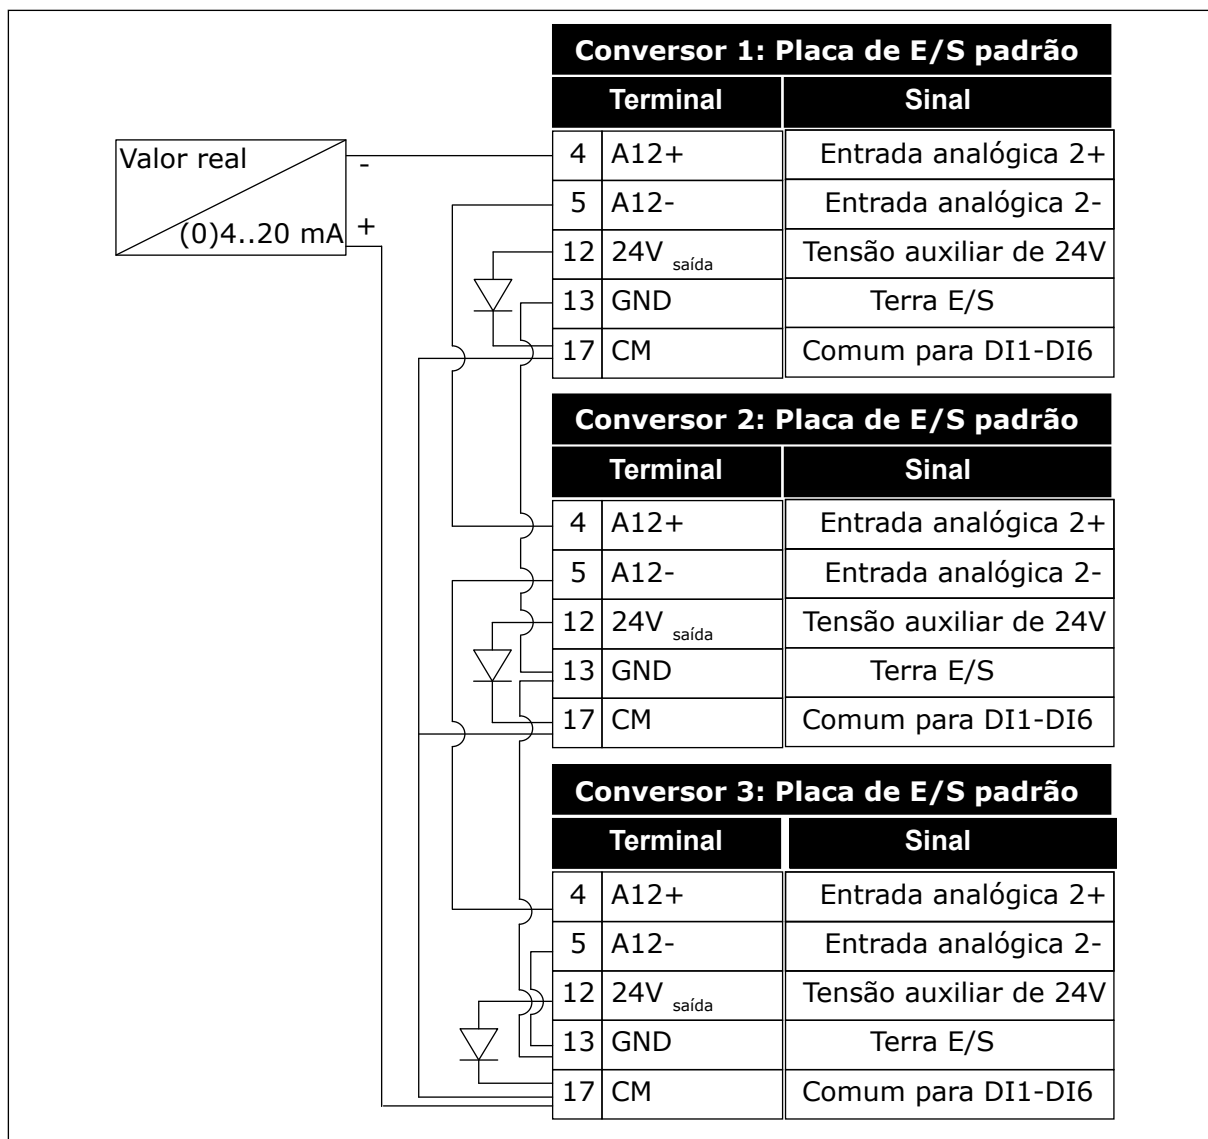 Conversor 1: Placa de E/S padrão
Terminal Sinal
Valor real
(0)4..20 mA
-
+
4 A12+ Entrada analógica 2+
5 A12- Entrada analógica 2-
12 24V saída Tensão auxiliar de 24V
13 GND Terra E/S
17 CM Comum para DI1-DI6
Conversor 2: Placa de E/S padrão
Terminal Sinal
4 A12+ Entrada analógica 2+
5 A12- Entrada analógica 2-
12 24V saída Tensão auxiliar de 24V
13 GND Terra E/S
17 CM Comum para DI1-DI6
Conversor 3: Placa de E/S padrão
Terminal Sinal
4 A12+ Entrada analógica 2+
5 A12- Entrada analógica 2-
12 24V saída Tensão auxiliar de 24V
13 GND Terra E/S
17 CM Comum para DI1-DI6